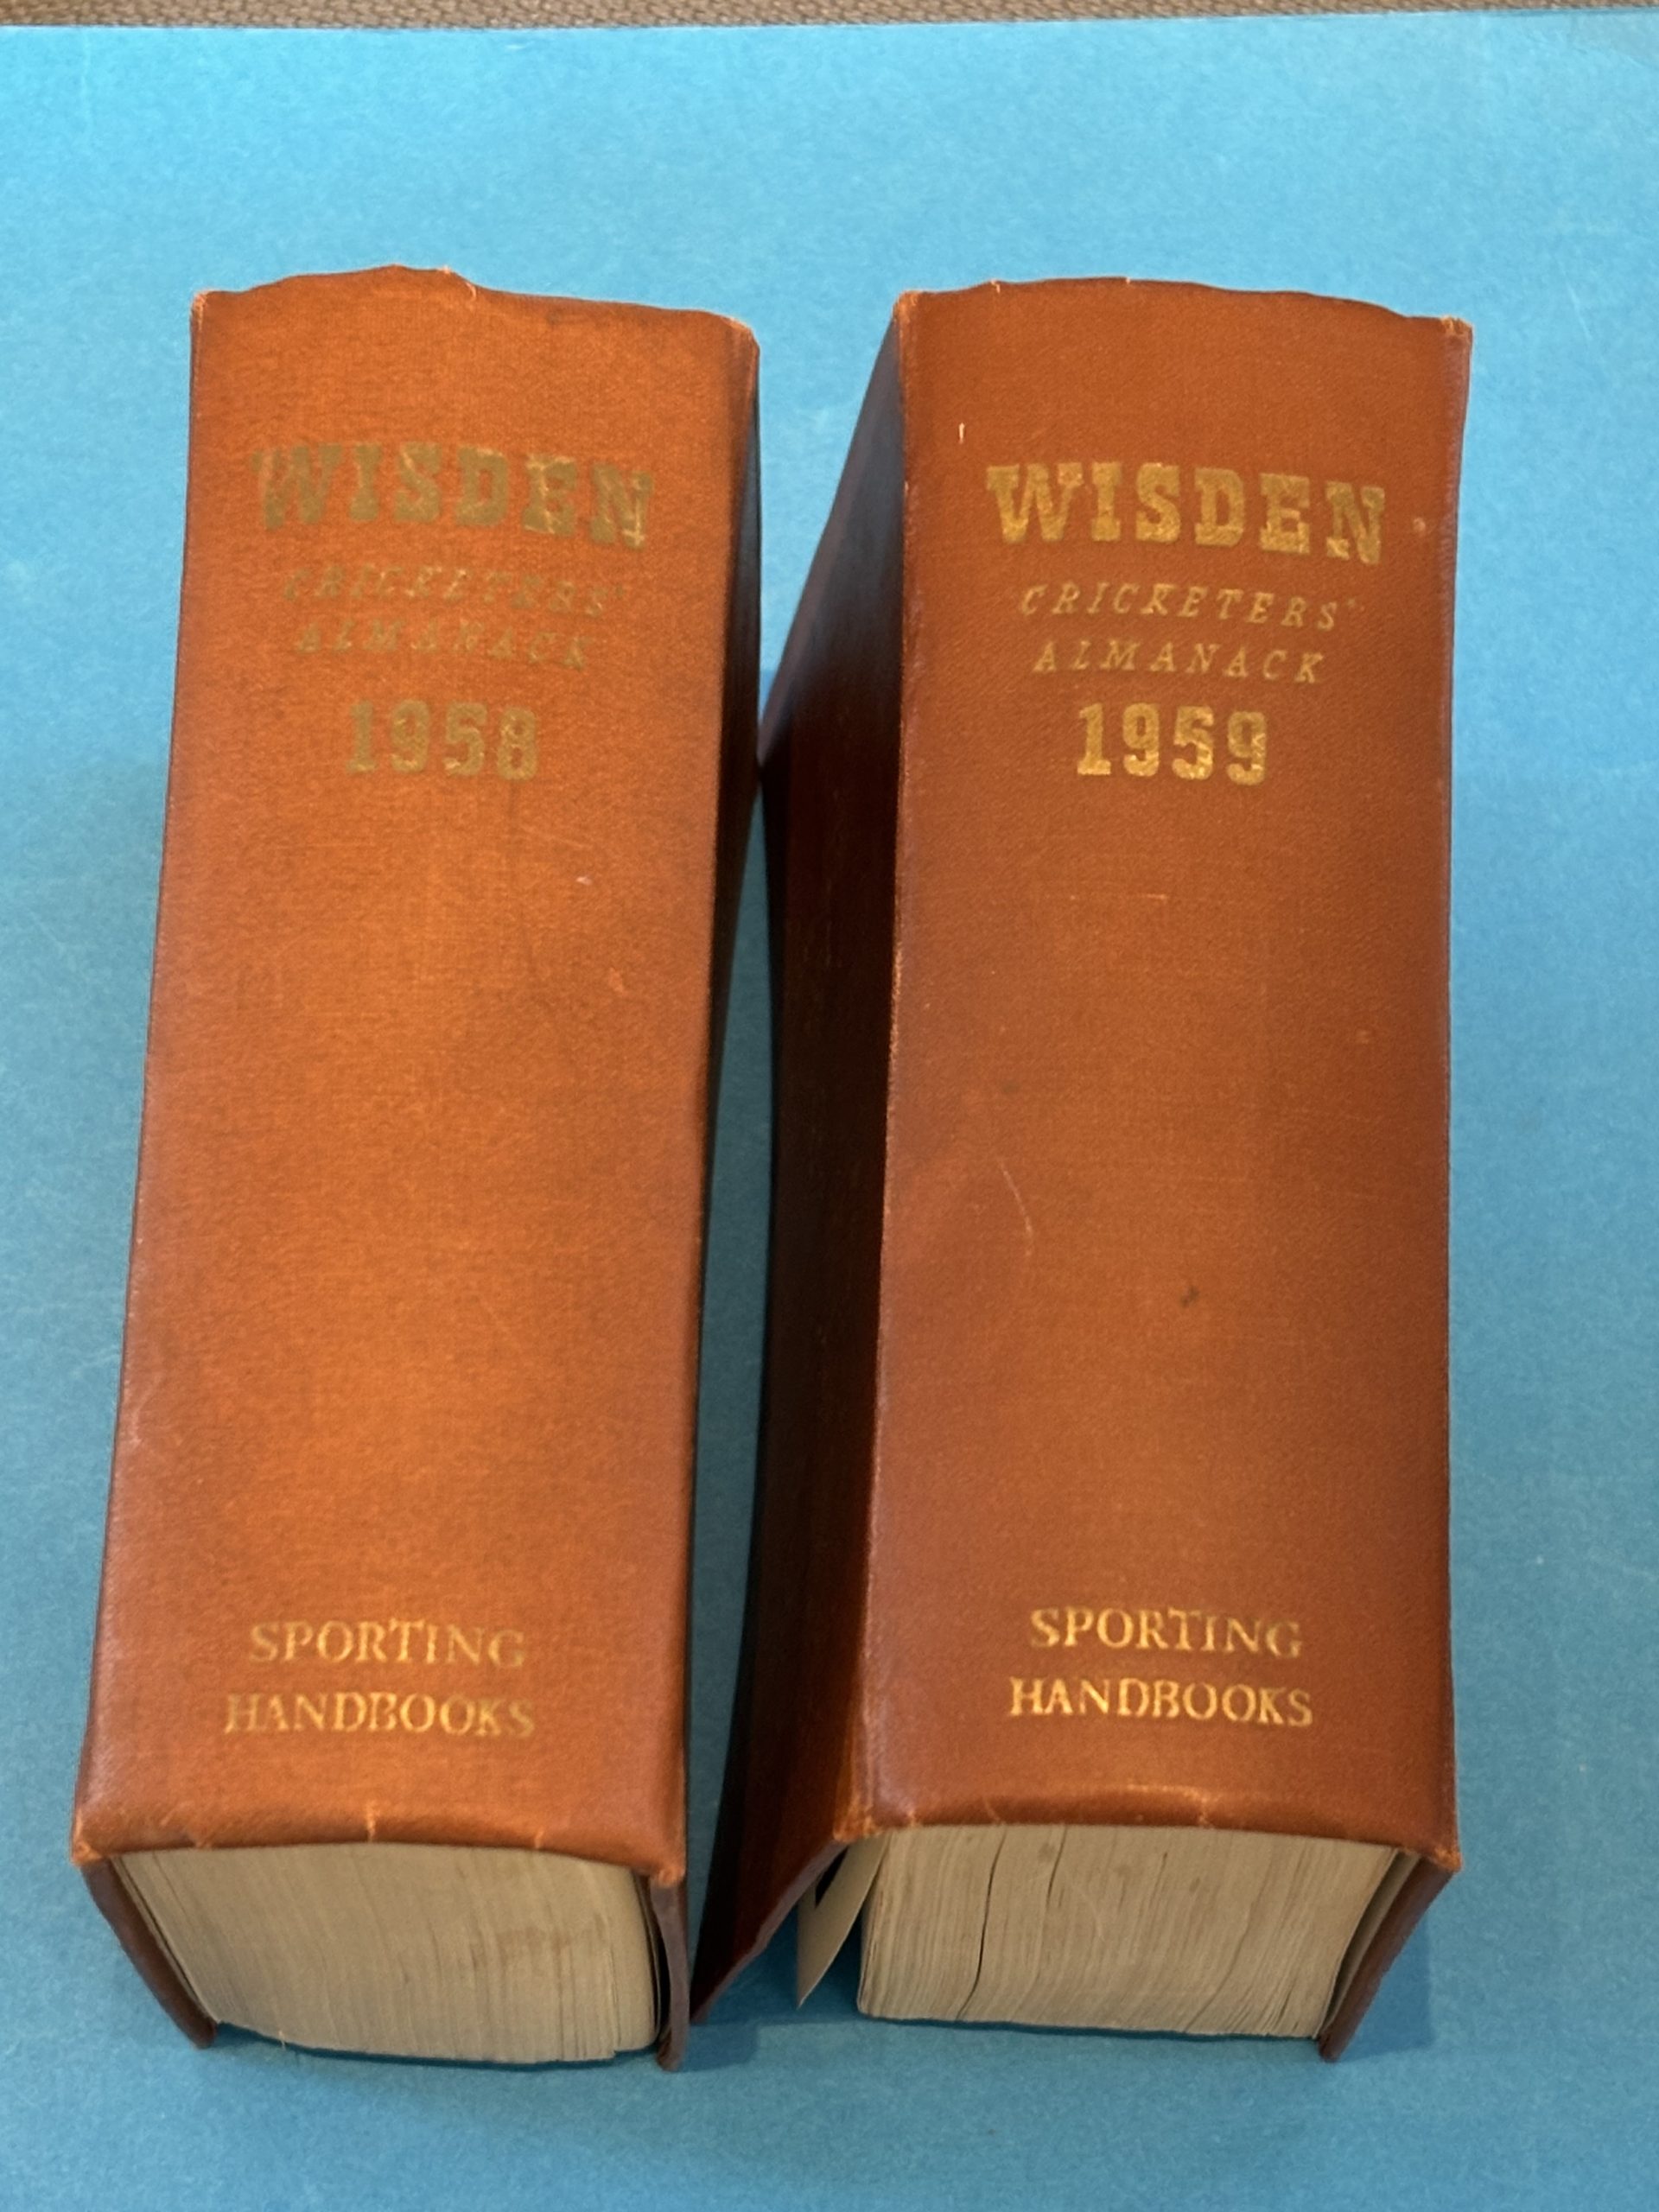 WISDEN
CRICKETERS'
ALMANACK
1958
SPORTING
HANDBOOKS
WISDEN
CRICKETERS'
ALMANACK
1959
SPORTING
HANDBOOKS